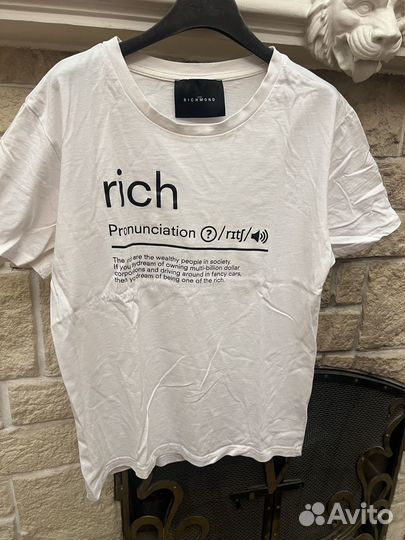 RICHMOND
rich
Pronunciation ?/rɪtʃ/
The are the wealthy people in society.
If you dream of owning multi-billion dollar
corporations and driving around in fancy cars,
then you dream of being one of the rich.
Avito